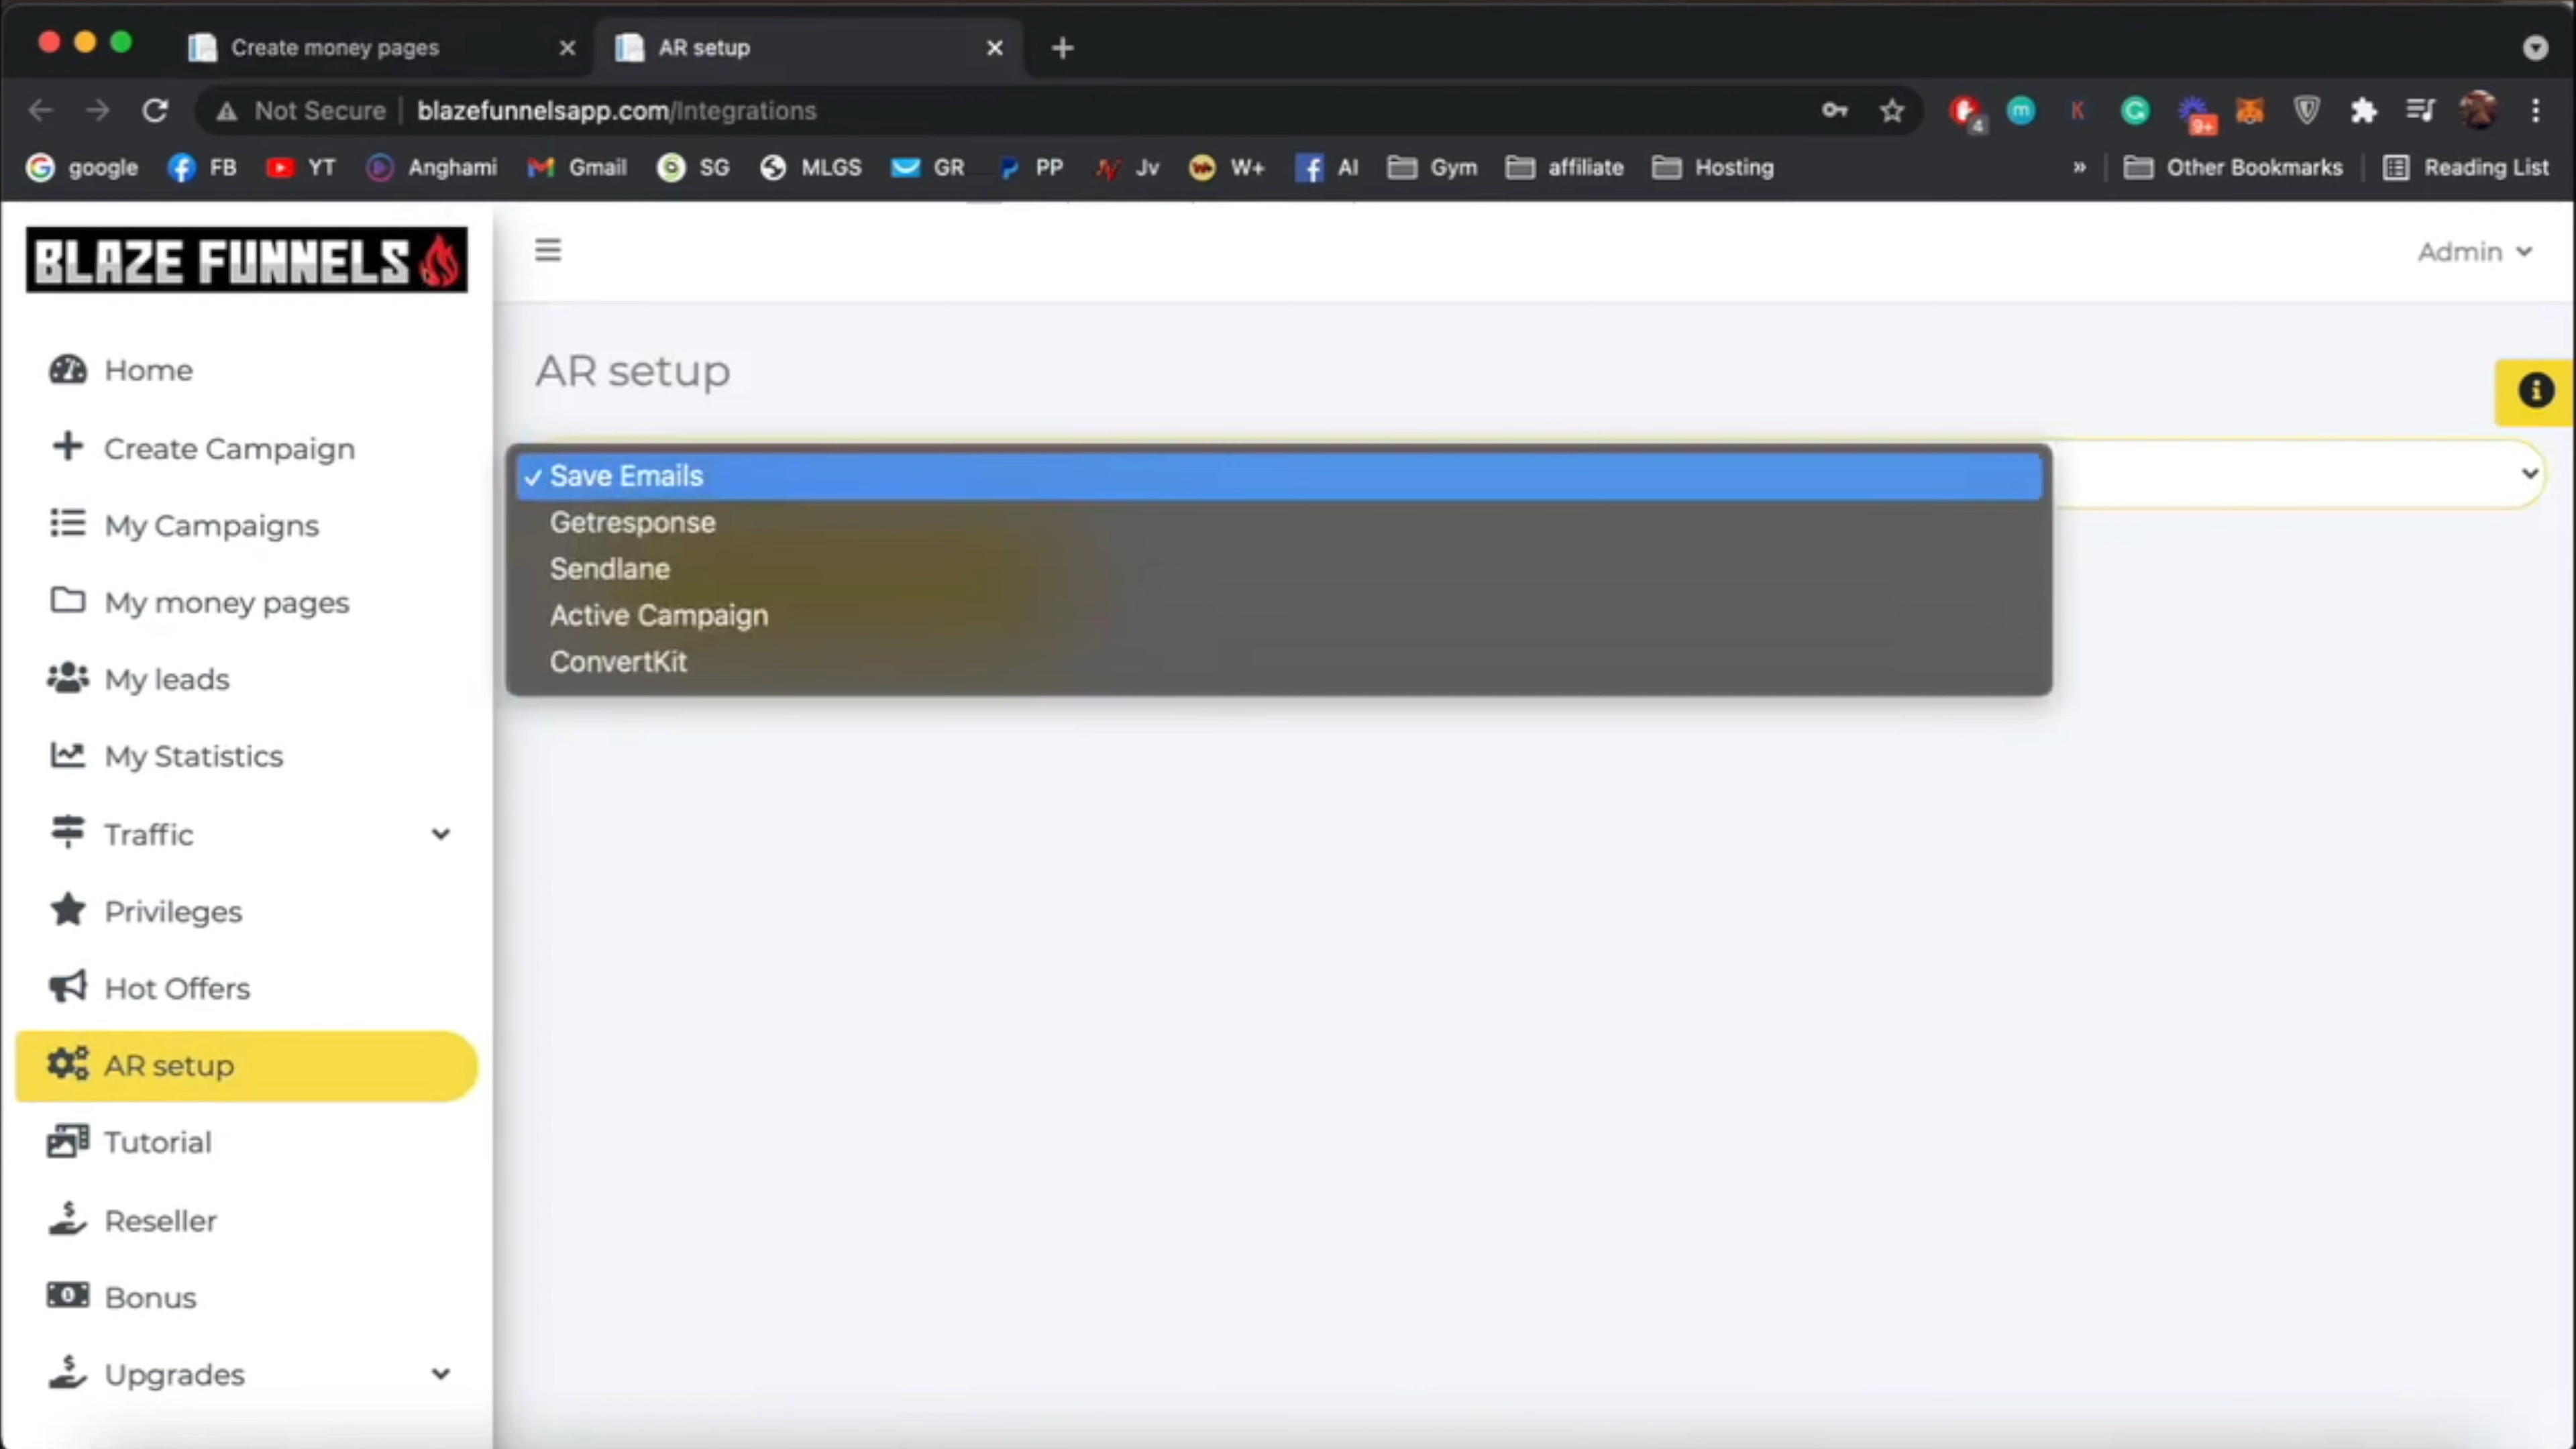 Create money pages
AR setup
Not Secure | blazefunnelsapp.com/Integrations
4
m
K
9+
google
FB
YT
Anghami
Gmail
SG
MLGS
GR
PP
Jv
W+
AI
Gym
affiliate
Hosting
»
Other Bookmarks
Reading List
BLAZE FUNNELS
Admin
Home
Create Campaign
My Campaigns
My money pages
My leads
My Statistics
Traffic
Privileges
Hot Offers
AR setup
Tutorial
Reseller
Bonus
Upgrades
AR setup
✓ Save Emails
Getresponse
Sendlane
Active Campaign
ConvertKit